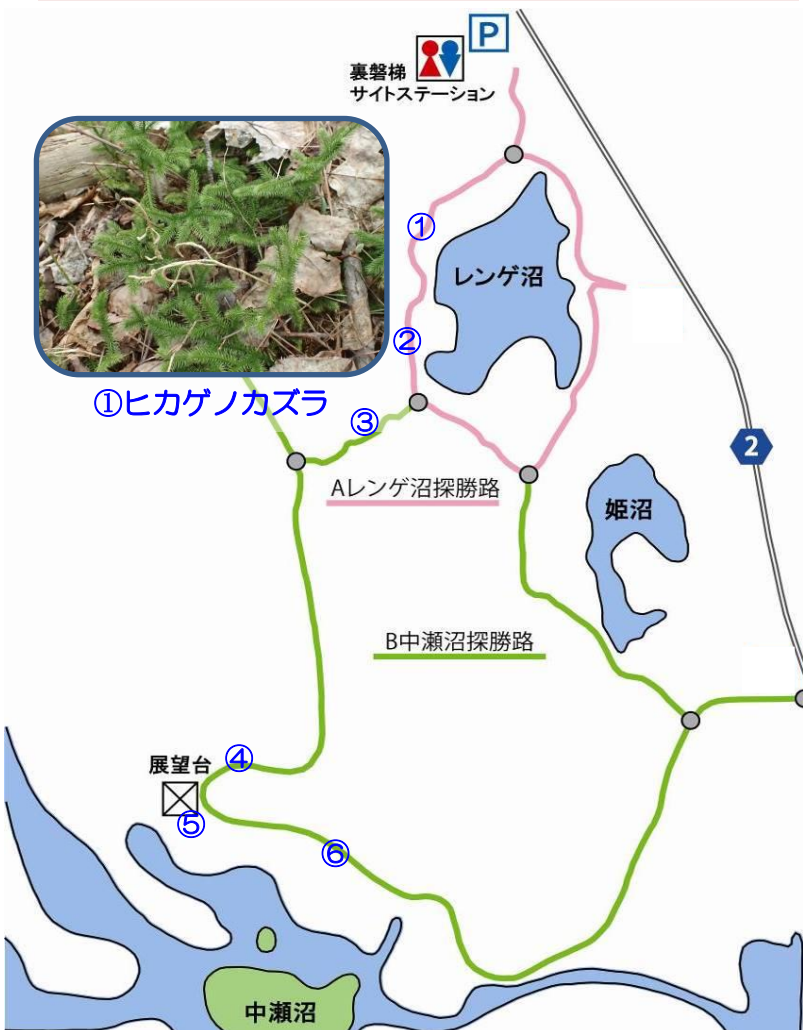 P
裏磐梯
サイトステーション
①
レンゲ沼
②
①ヒカゲノカズラ
③
2
Aレンゲ沼探勝路
姫沼
B中瀬沼探勝路
④
展望台
⑤
⑥
中瀬沼